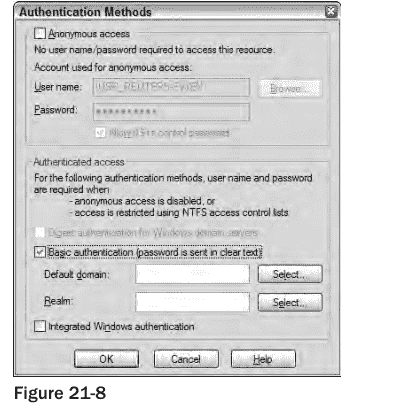 Authentication Methods
Anonymous access
No user name/password required to access this resource.
Account used for anonymous access:
User name:
Browse...
Password:
**********
Allow IIS to control password
Authenticated access
For the following authentication methods, user name and password
are required when
- anonymous access is disabled, or
- access is restricted using NTFS access control lists
Digest authentication for Windows domain servers
Basic authentication (password is sent in clear text)
Default domain:
Select...
Realm:
Select...
Integrated Windows authentication
OK
Cancel
Help
Figure 21-8